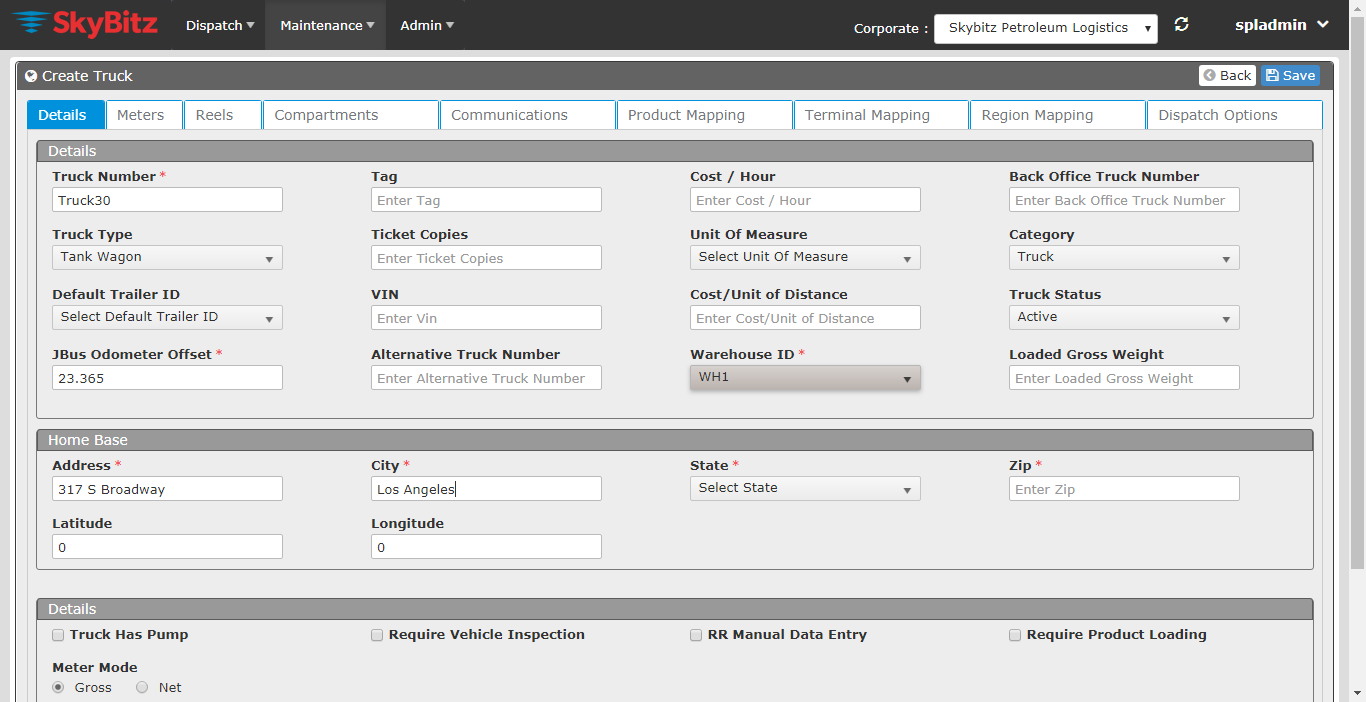 SkyBitz Dispatch Maintenance Admin Corporate : Skybitz Petroleum Logistics spladmin
Create Truck Back Save
Details Meters Reels Compartments Communications Product Mapping Terminal Mapping Region Mapping Dispatch Options
Details
Truck Number * Tag Cost / Hour Back Office Truck Number
Truck30 Enter Tag Enter Cost / Hour Enter Back Office Truck Number
Truck Type Ticket Copies Unit Of Measure Category
Tank Wagon Enter Ticket Copies Select Unit Of Measure Truck
Default Trailer ID VIN Cost/Unit of Distance Truck Status
Select Default Trailer ID Enter Vin Enter Cost/Unit of Distance Active
JBus Odometer Offset * Alternative Truck Number Warehouse ID * Loaded Gross Weight
23.365 Enter Alternative Truck Number WH1 Enter Loaded Gross Weight
Home Base
Address * City * State * Zip *
317 S Broadway Los Angeles Select State Enter Zip
Latitude Longitude
0 0
Details
Truck Has Pump Require Vehicle Inspection RR Manual Data Entry Require Product Loading
Meter Mode
Gross Net